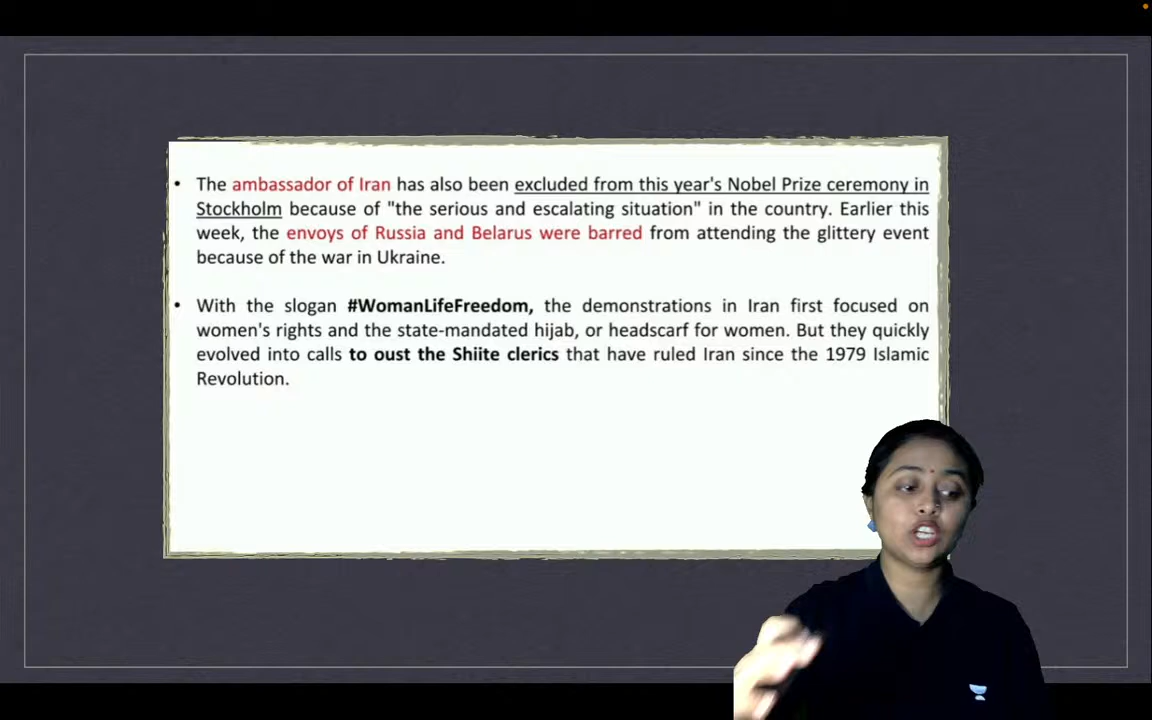 • The ambassador of Iran has also been excluded from this year's Nobel Prize ceremony in
Stockholm because of "the serious and escalating situation" in the country. Earlier this
week, the envoys of Russia and Belarus were barred from attending the glittery event
because of the war in Ukraine.
• With the slogan #WomanLifeFreedom, the demonstrations in Iran first focused on
women's rights and the state-mandated hijab, or headscarf for women. But they quickly
evolved into calls to oust the Shiite clerics that have ruled Iran since the 1979 Islamic
Revolution.